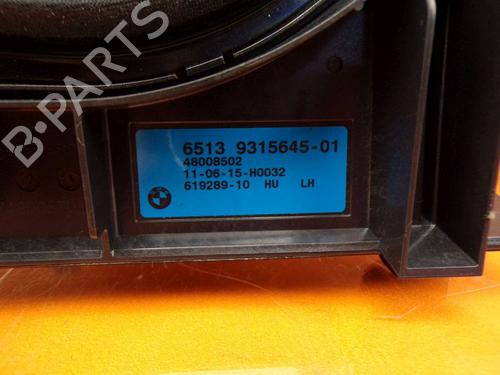 B-PARTS
6513 9315645-01
48008502
11-06-15-H0032
619289-10 HU LH